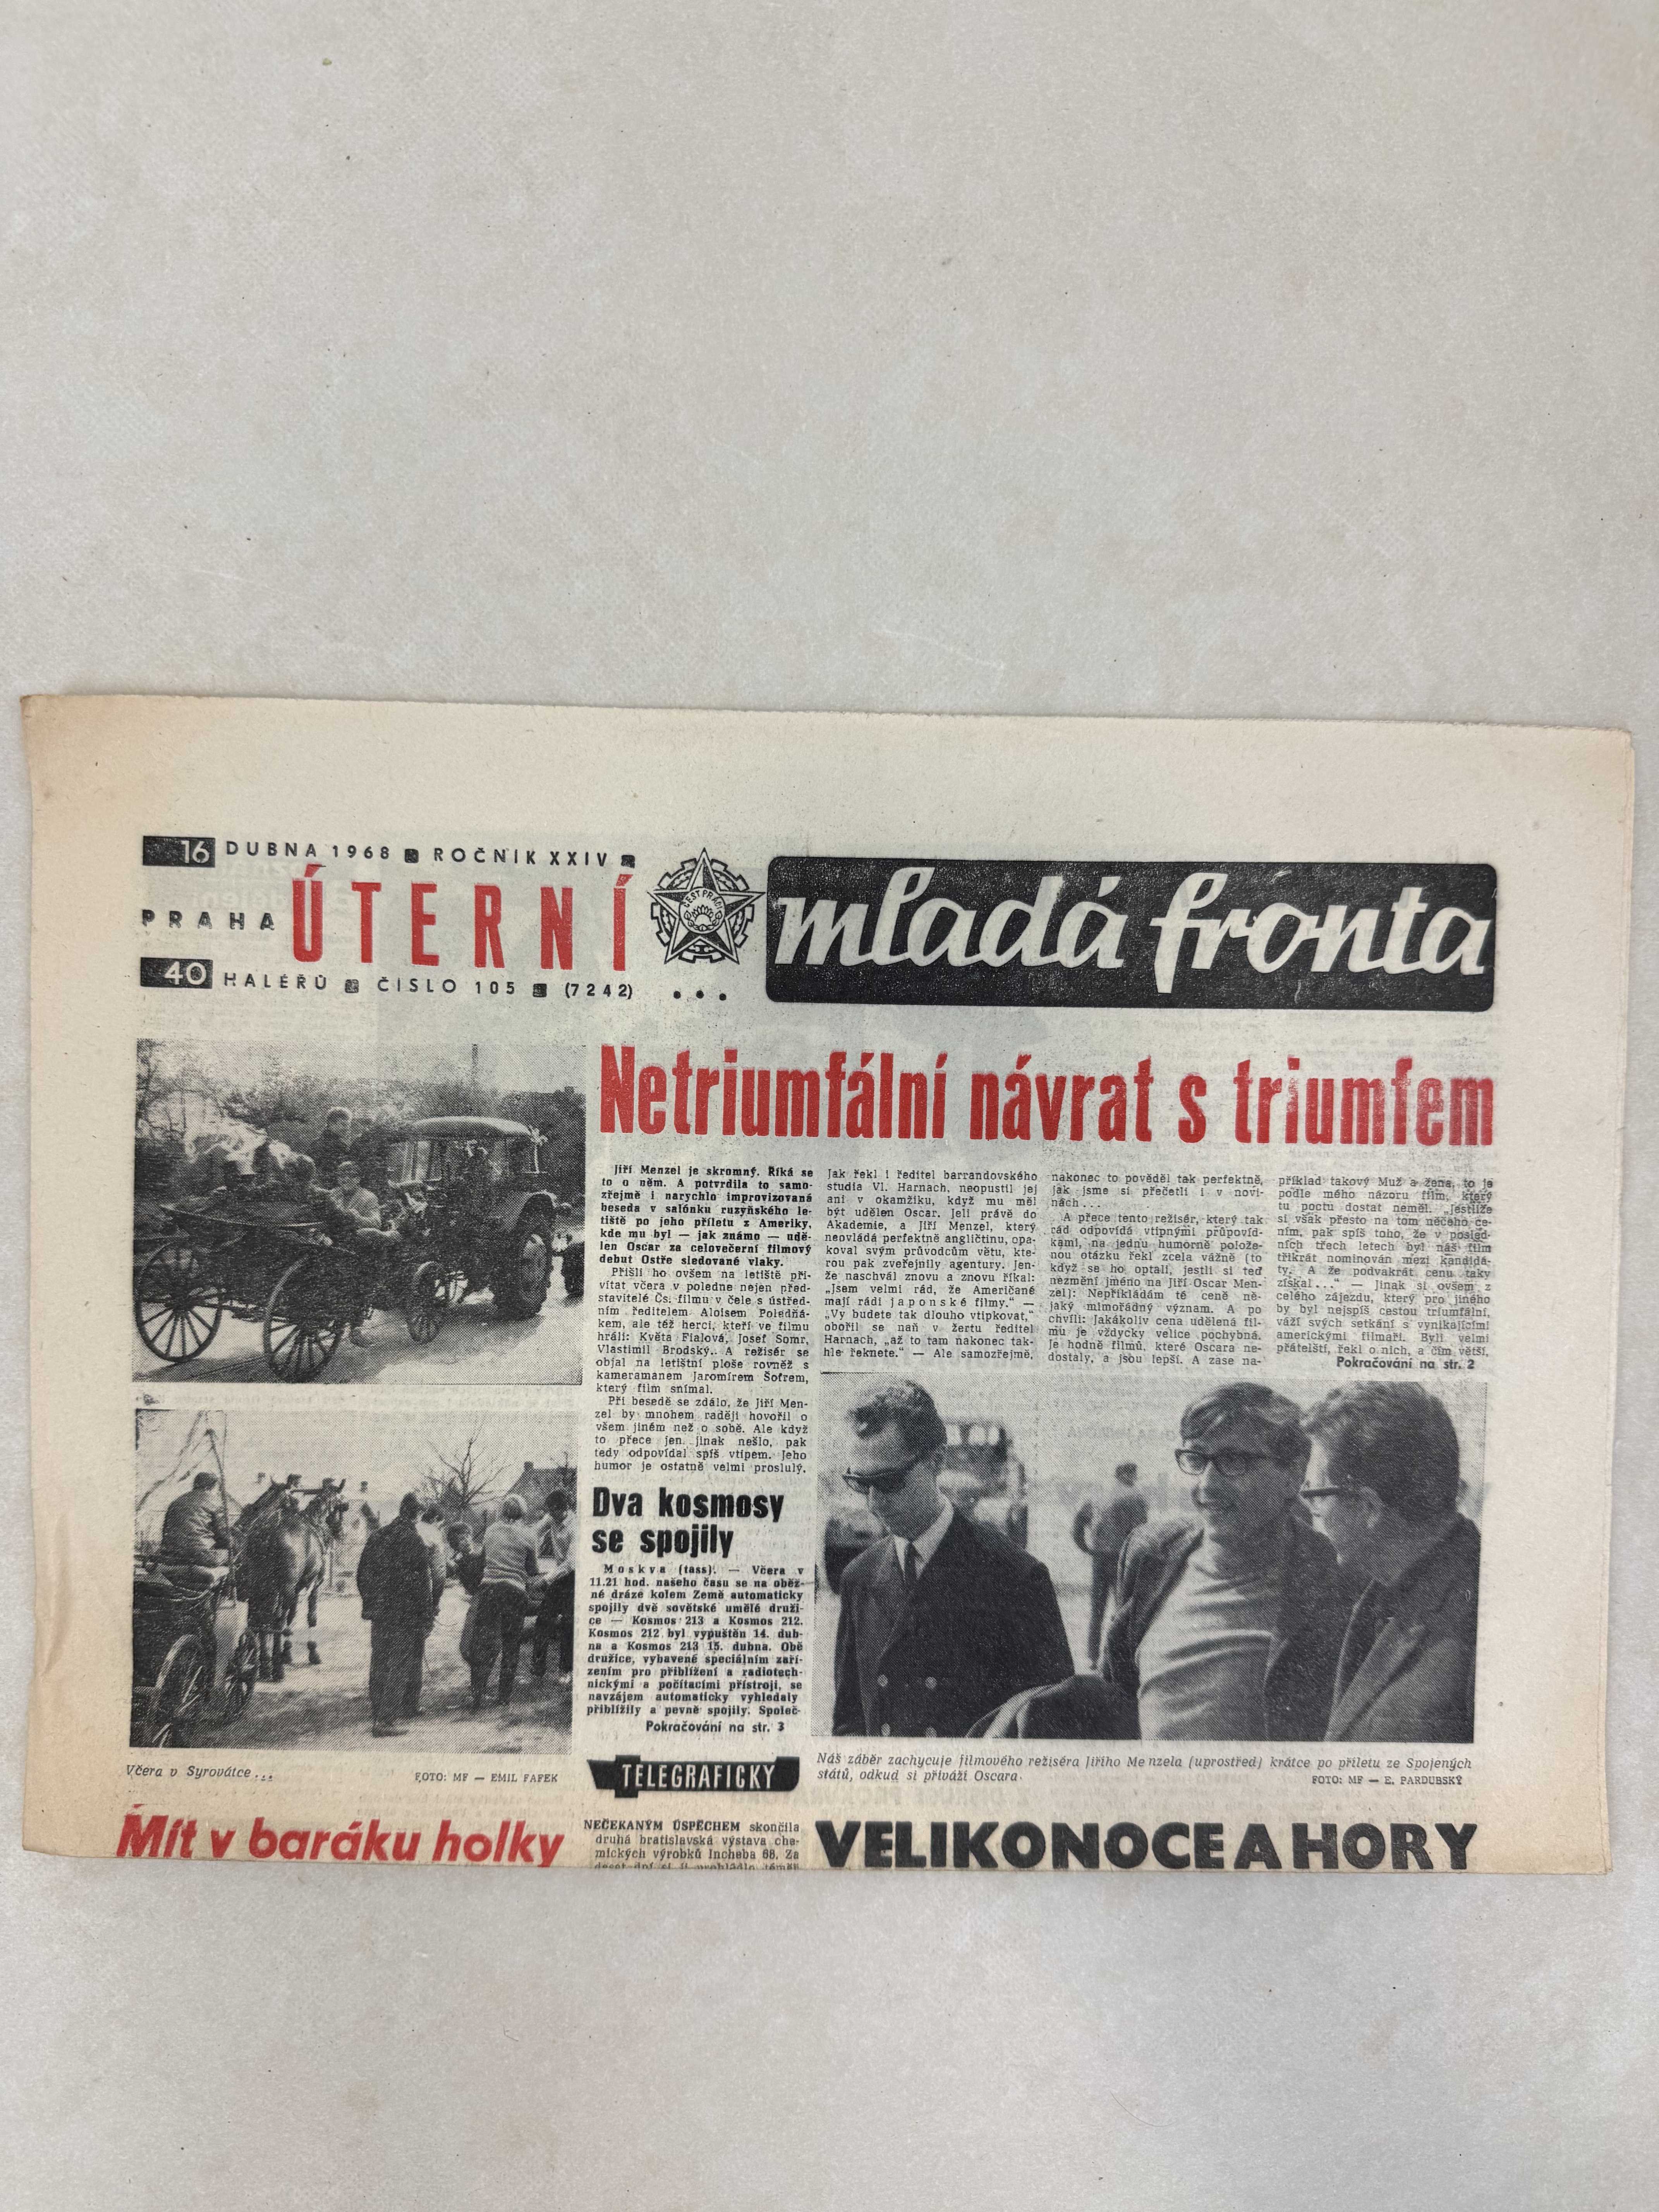 16 DUBNA 1968 ■ ROČNÍK XXIV ■
PRAHA ÚTERNÍ
40 HALÉŘŮ ■ ČÍSLO 105 ■ (7242) ...
ČEST PRÁCI
mladá fronta
Netriumfální návrat s triumfem
Jiří Menzel je skromný. Říká se
to o něm. A potvrdila to samo-
zřejmě i narychlo improvizovaná
beseda v salónku ruzyňského le-
tiště po jeho příletu z Ameriky,
kde mu byl — jak známo — udě-
len Oscar za celovečerní filmový
debut Ostře sledované vlaky.
Přišli ho ovšem na letiště při-
vítat včera v poledne nejen před-
stavitelé Čs. filmu v čele s ústřed-
ním ředitelem Aloisem Poledňá-
kem, ale též herci, kteří ve filmu
hráli: Květa Fialová, Josef Somr,
Vlastimil Brodský.. A režisér se
objal na letištní ploše rovněž s
kameramanem Jaromírem Šofrem,
který film snímal.
Při besedě se zdálo, že Jiří Men-
zel by mnohem raději hovořil o
všem jiném než o sobě. Ale když
to přece jen jinak nešlo, pak
tedy odpovídal spíš vtipem. Jeho
humor je ostatně velmi proslulý.
Jak řekl i ředitel barrandovského
studia Vl. Harnach, neopustil jej
ani v okamžiku, když mu měl
být udělen Oscar. Jeli právě do
Akademie, a Jiří Menzel, který
neovládá perfektně angličtinu, opa-
koval svým průvodcům větu, kte-
rou pak zveřejnily agentury. Jen-
že naschvál znovu a znovu říkal:
„Jsem velmi rád, že Američané
mají rádi japonské filmy.“ —
„Vy budete tak dlouho vtipkovat,“
obořil se naň v žertu ředitel
Harnach, „až to tam nakonec tak-
hle řeknete.“ — Ale samozřejmě,
nakonec to pověděl tak perfektně,
jak jsme si přečetli i v novi-
nách...
A přece tento režisér, který tak
rád odpovídá vtipnými průpovíd-
kami, na jednu humorně polože-
nou otázku řekl zcela vážně (to
když se ho optali, jestli si teď
nezmění jméno na Jiří Oscar Men-
zel): Nepřikládám té ceně ně-
jaký mimořádný význam. A po
chvíli: Jakákoliv cena udělená fil-
mu je vždycky velice pochybná.
Je hodně filmů, které Oscara ne-
dostaly, a jsou lepší. A zase na-
příklad takový Muž a žena, to je
podle mého názoru film, který
tu poctu dostat neměl. „Jestliže
si však přesto na tom něčeho ce-
ním, pak spíš toho, že v posled-
ních třech letech byl náš film
třikrát nominován mezi kandidá-
ty. A že podvakrát cenu taky
získal...“ — Jinak si ovšem z
celého zájezdu, který pro jiného
by byl nejspíš cestou triumfální,
váží svých setkání s vynikajícími
americkými filmaři. Byli velmi
přátelští, řekl o nich, a čím větší,
Pokračování na str. 2
Dva kosmosy
se spojily
Moskva (tass). — Včera v
11.21 hod. našeho času se na oběž-
né dráze kolem Země automaticky
spojily dvě sovětské umělé druži-
ce — Kosmos 213 a Kosmos 212.
Kosmos 212 byl vypuštěn 14. dub-
na a Kosmos 213 15. dubna. Obě
družice, vybavené speciálním zaří-
zením pro přiblížení a radiotech-
nickými a počítacími přístroji, se
navzájem automaticky vyhledaly
přiblížily a pevně spojily. Společ-
Pokračování na str. 3
Včera v Syrovátce...
FOTO: MF — EMIL FAFEK
Náš záběr zachycuje filmového režiséra Jiřího Menzela (uprostřed) krátce po příletu ze Spojených
států, odkud si přiváží Oscara.
FOTO: MF — E. PARDUBSKÝ
TELEGRAFICKY
Mít v baráku holky
NEČEKANÝM ÚSPĚCHEM skončila
druhá bratislavská výstava che-
mických výrobků Incheba 68. Za
deset dní si ji prohlédlo téměř
VELIKONOCE A HORY